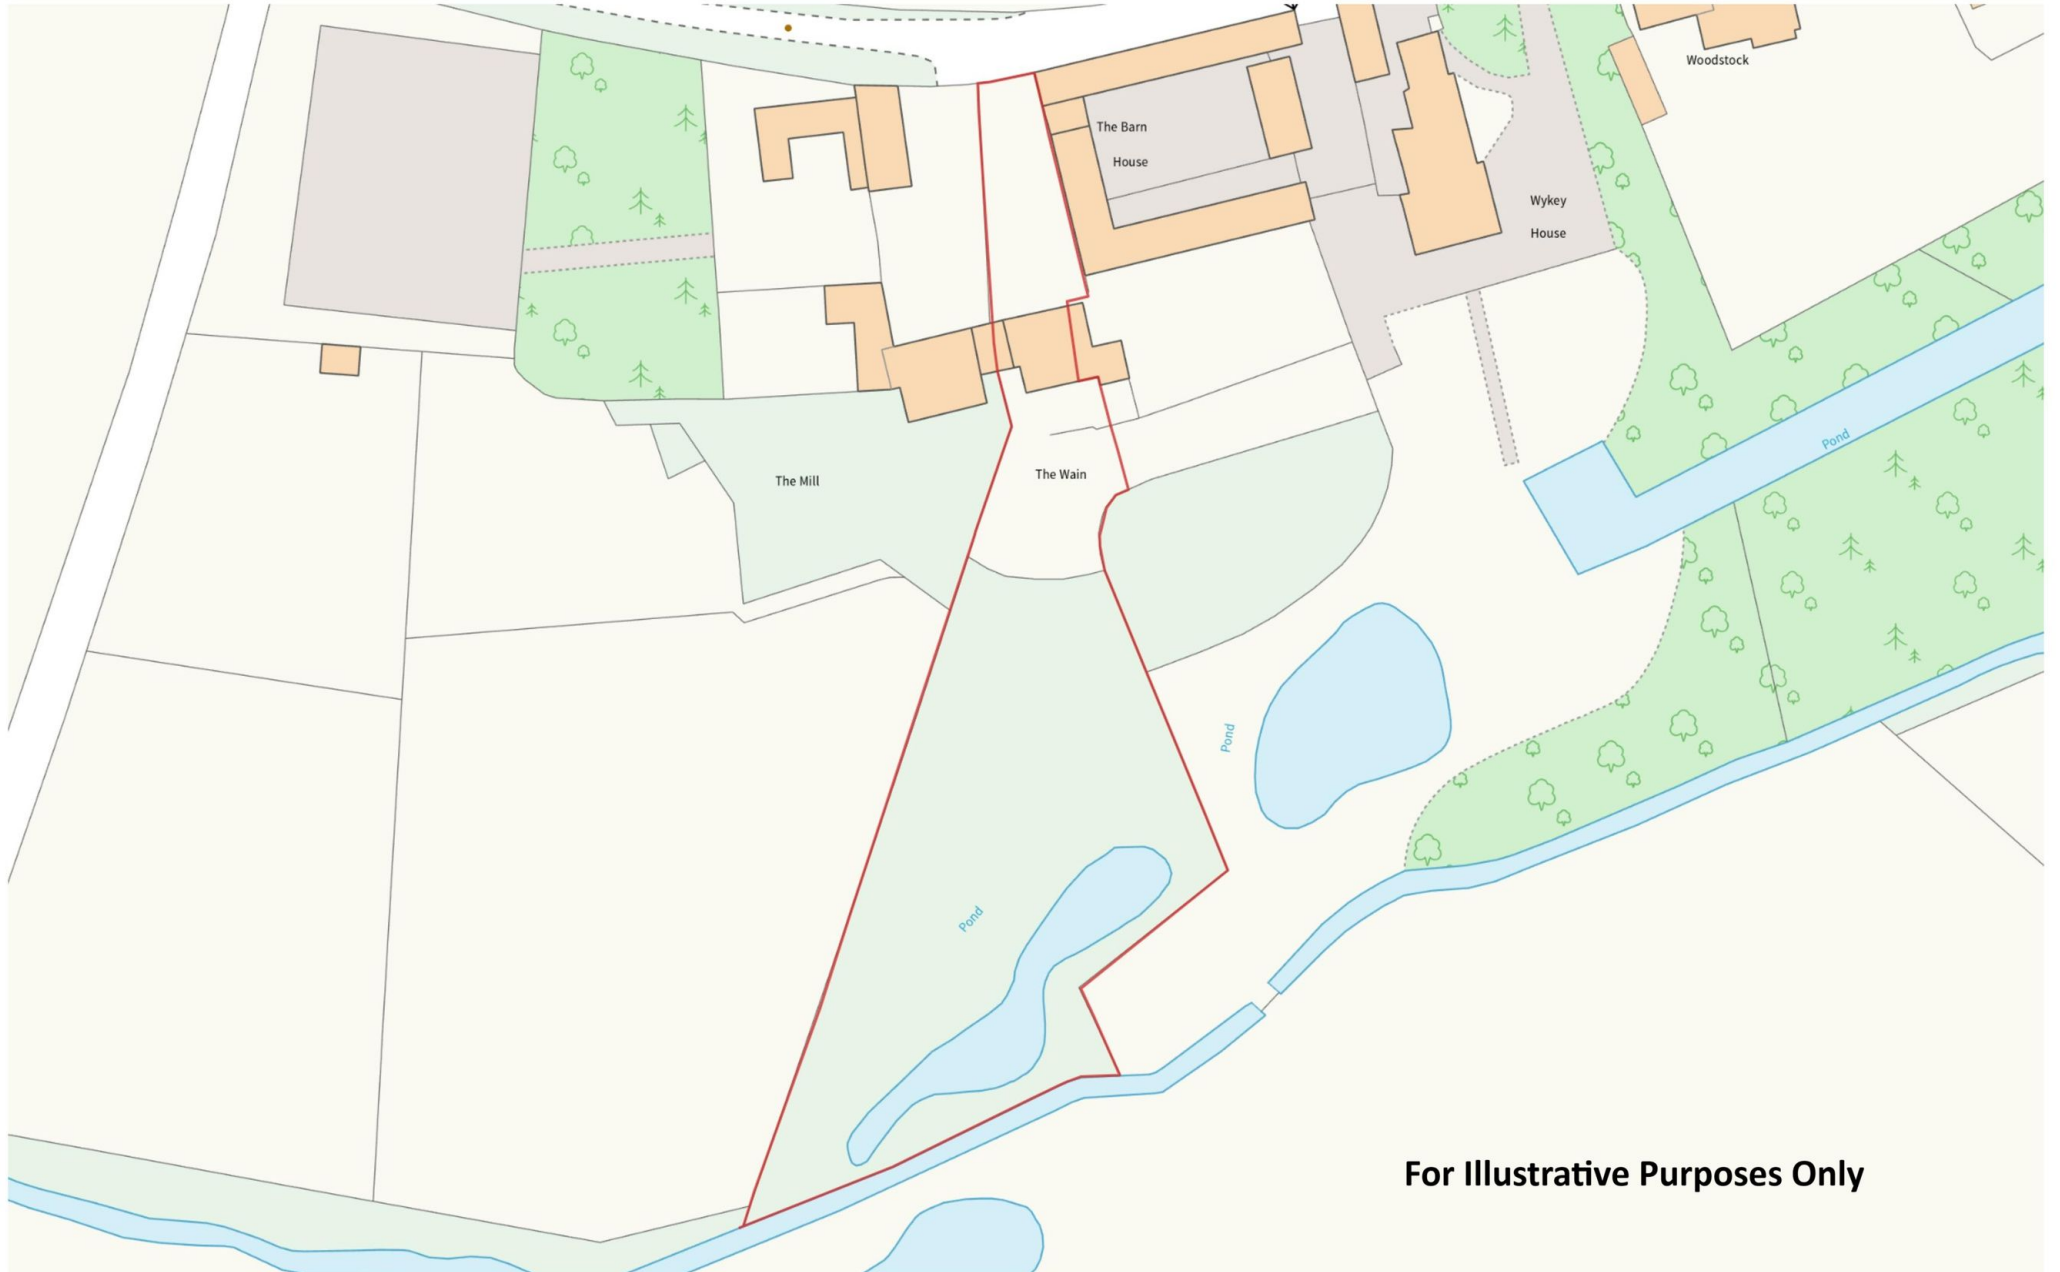 Woodstock
The Barn
House
Wykey
House
Pond
The Mill
The Wain
Pond
Pond
For Illustrative Purposes Only